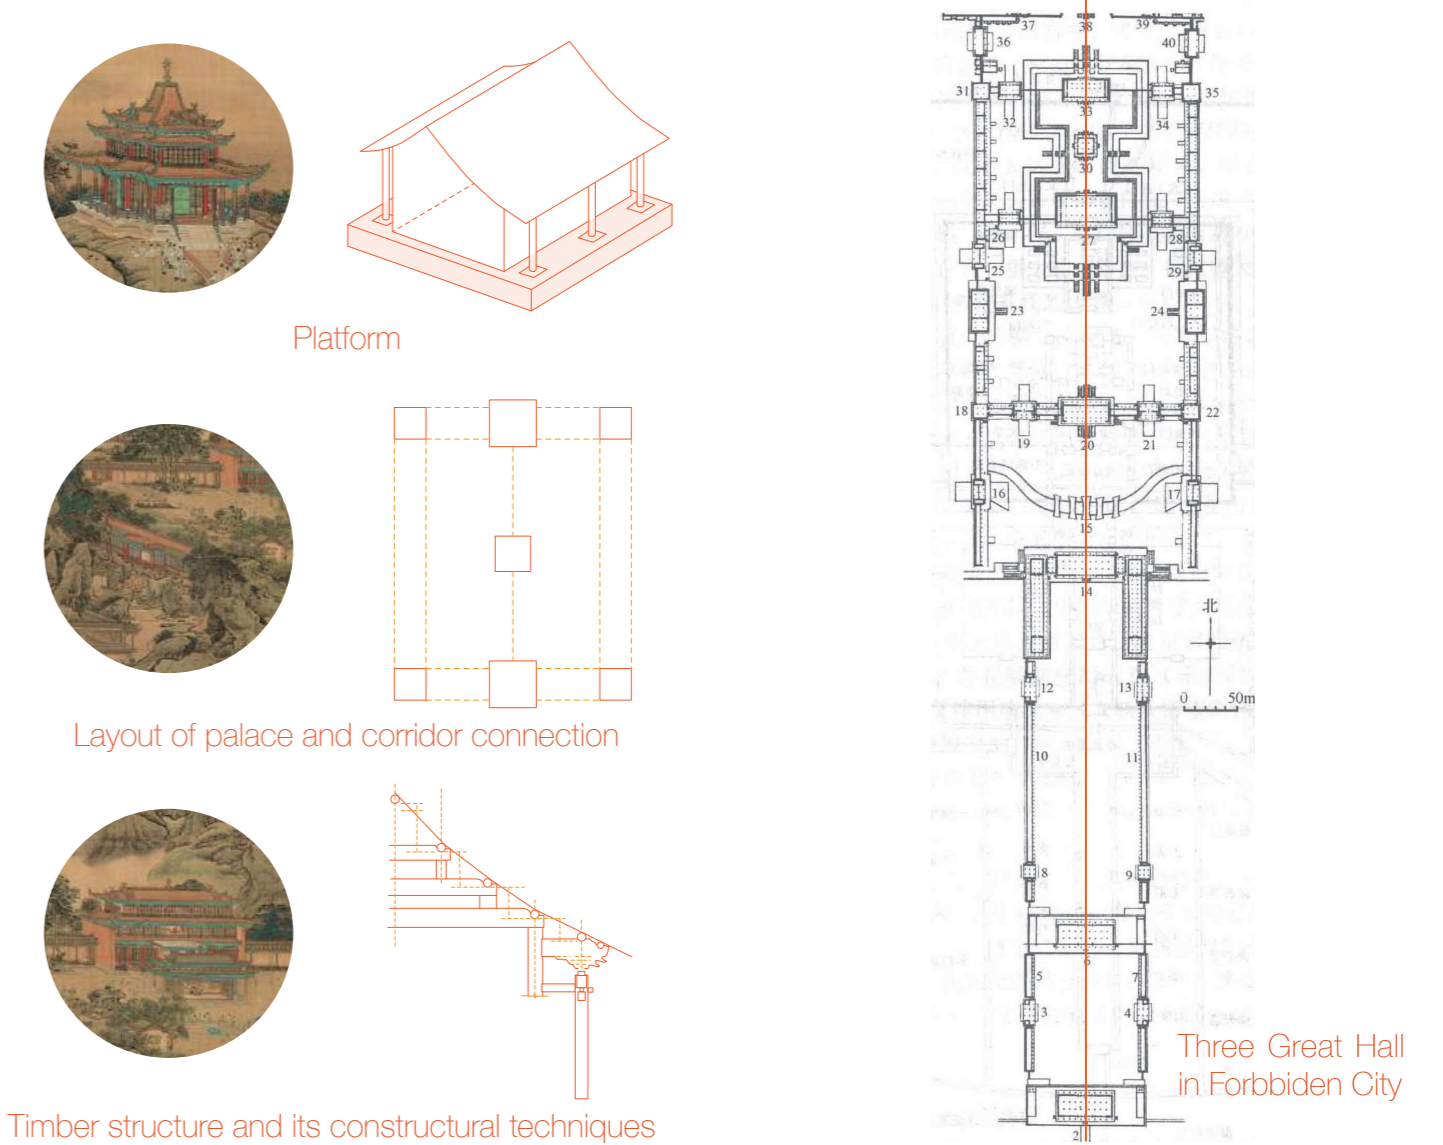 Platform
Layout of palace and corridor connection
Timber structure and its constructural techniques
37 38 39
36 40
31 35
32 33 34
30
26 27 28
25 29
23 24
18 22
19 20 21
16 17
15
14
北
12 13
0 50m
10 11
8 9
6
5 7
3 4
2
Three Great Hall
in Forbbiden City